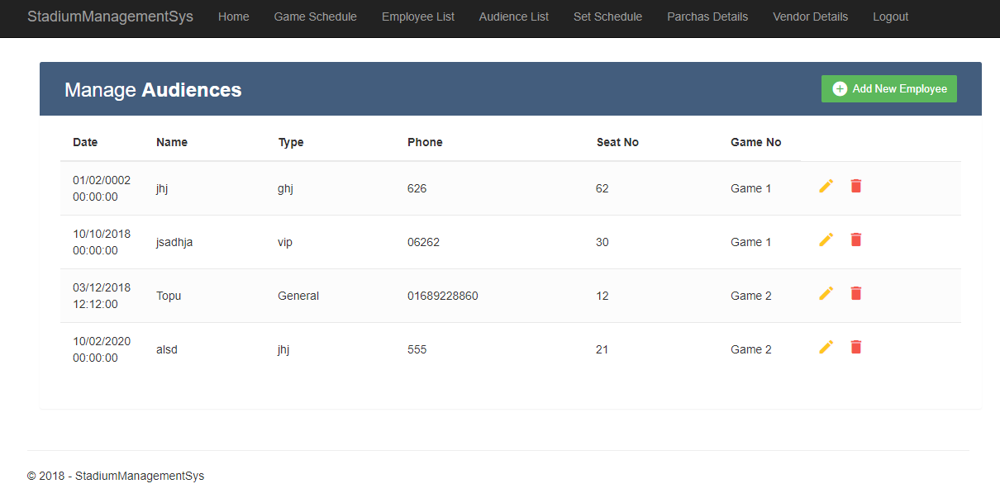 StadiumManagementSys Home Game Schedule Employee List Audience List Set Schedule Parchas Details Vendor Details Logout
Manage Audiences
Add New Employee
Date Name Type Phone Seat No Game No
01/02/0002
00:00:00 jhj ghj 626 62 Game 1
10/10/2018
00:00:00 jsadhja vip 06262 30 Game 1
03/12/2018
12:12:00 Topu General 01689228860 12 Game 2
10/02/2020
00:00:00 alsd jhj 555 21 Game 2
© 2018 - StadiumManagementSys